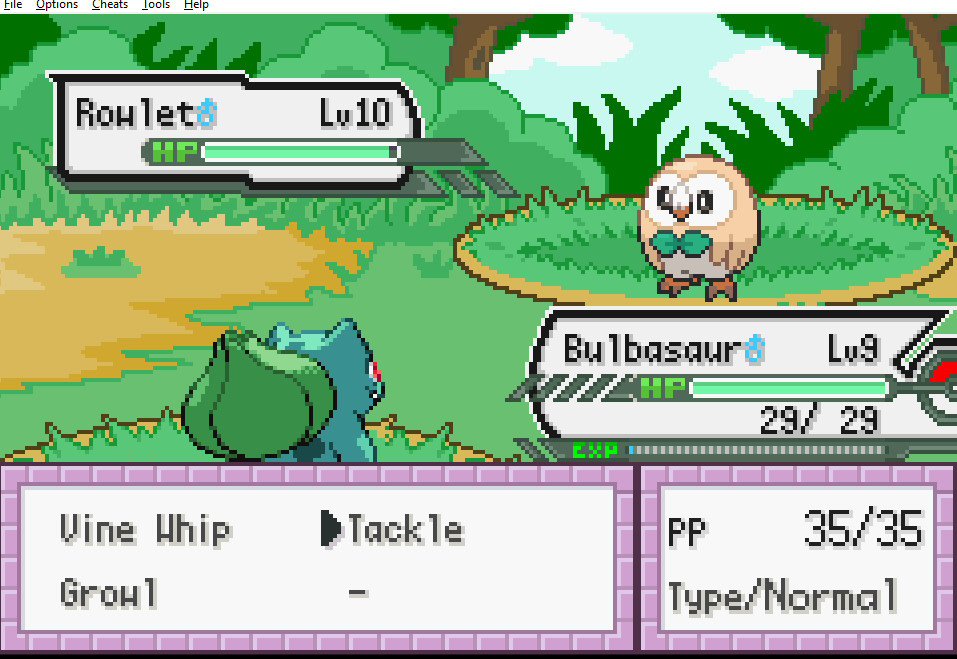 File Options Cheats Tools Help
Rowlet♂ Lv10
HP
Bulbasaur♂ Lv9
HP
29/ 29
EXP
Vine Whip Tackle
Growl -
PP 35/35
Type/Normal